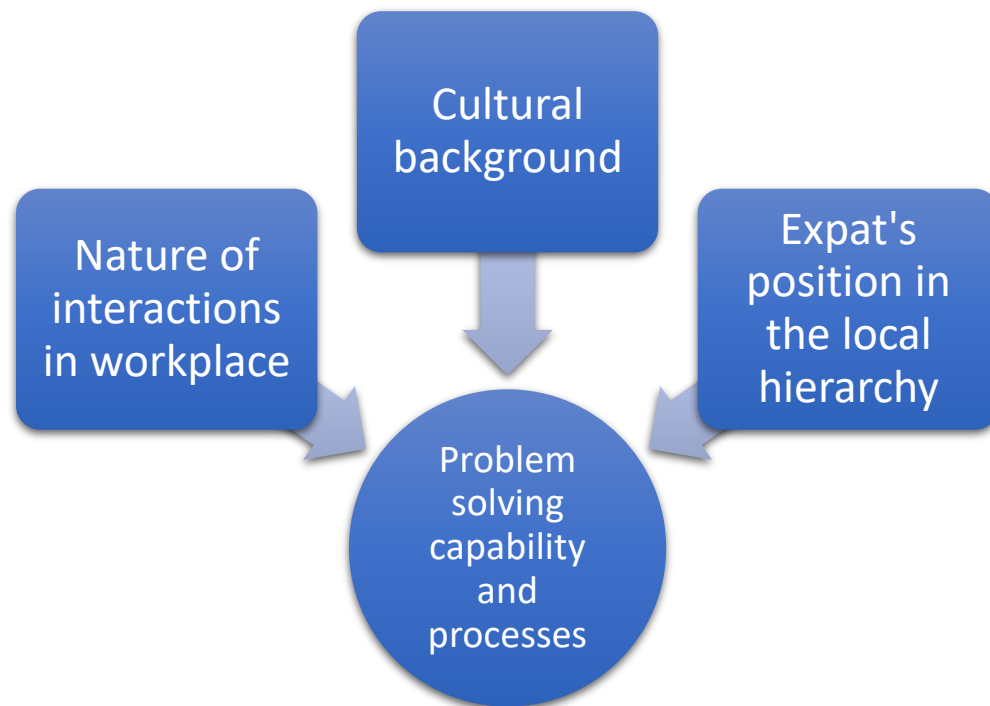 Cultural
background
Nature of
interactions
in workplace
Expat's
position in
the local
hierarchy
Problem
solving
capability
and
processes